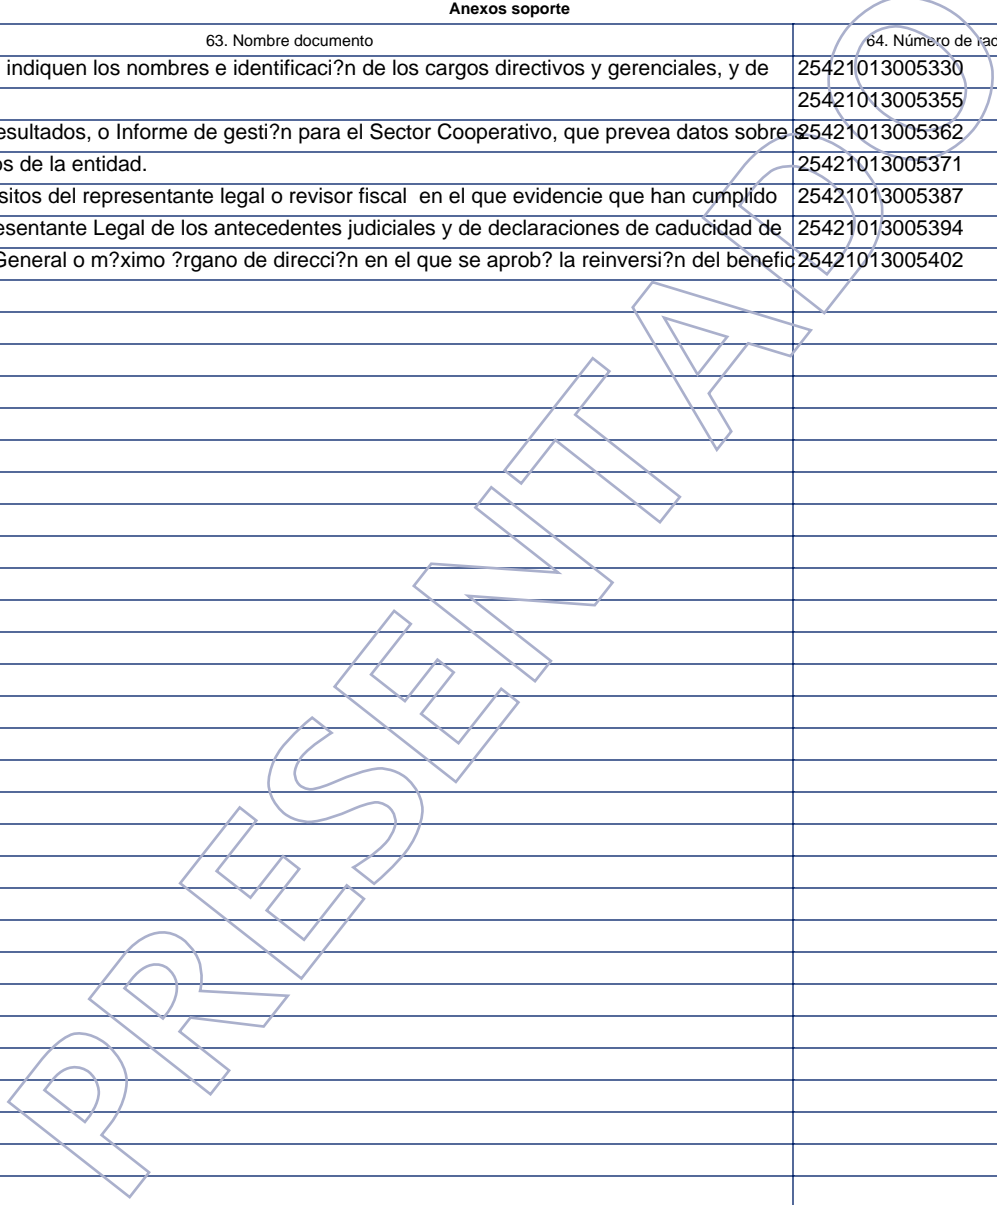 Anexos soporte
63. Nombre documento 64. Número de rad
indiquen los nombres e identificaci?n de los cargos directivos y gerenciales, y de 25421013005330
25421013005355
esultados, o Informe de gesti?n para el Sector Cooperativo, que prevea datos sobre s 25421013005362
os de la entidad. 25421013005371
sitos del representante legal o revisor fiscal en el que evidencie que han cumplido 25421013005387
esentante Legal de los antecedentes judiciales y de declaraciones de caducidad de 25421013005394
General o m?ximo ?rgano de direcci?n en el que se aprob? la reinversi?n del benefic 25421013005402
PRESENTADO